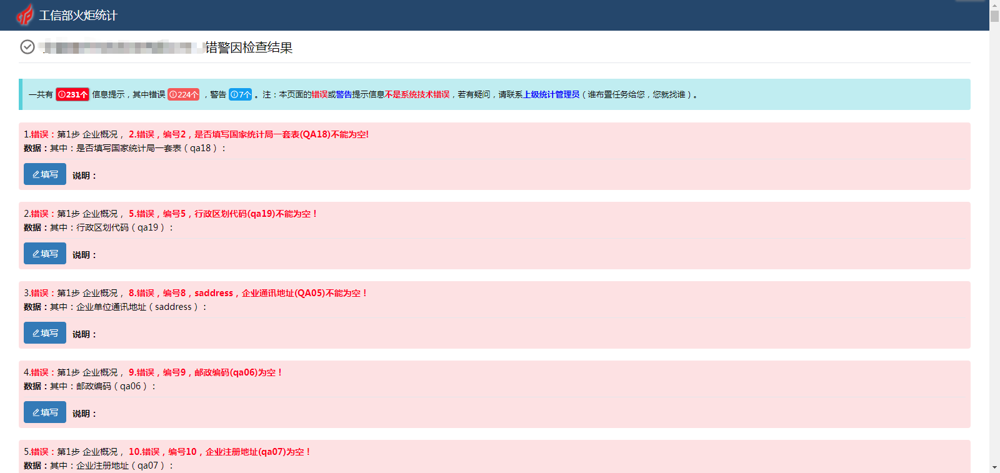 工信部火炬统计
错警因检查结果
一共有 231个 信息提示，其中错误 224个 ，警告 7个 。注：本页面的错误或警告提示信息不是系统技术错误，若有疑问，请联系上级统计管理员（谁布置任务给您，您就找谁）。
1.错误：第1步 企业概况， 2.错误，编号2，是否填写国家统计局一套表(QA18)不能为空!
数据：其中：是否填写国家统计局一套表（qa18）：
填写 说明：
2.错误：第1步 企业概况， 5.错误，编号5，行政区划代码(qa19)不能为空！
数据：其中：行政区划代码（qa19）：
填写 说明：
3.错误：第1步 企业概况， 8.错误，编号8，saddress，企业通讯地址(QA05)不能为空！
数据：其中：企业单位通讯地址（saddress）：
填写 说明：
4.错误：第1步 企业概况， 9.错误，编号9，邮政编码(qa06)为空！
数据：其中：邮政编码（qa06）：
填写 说明：
5.错误：第1步 企业概况， 10.错误，编号10，企业注册地址(qa07)为空！
数据：其中：企业注册地址（qa07）：